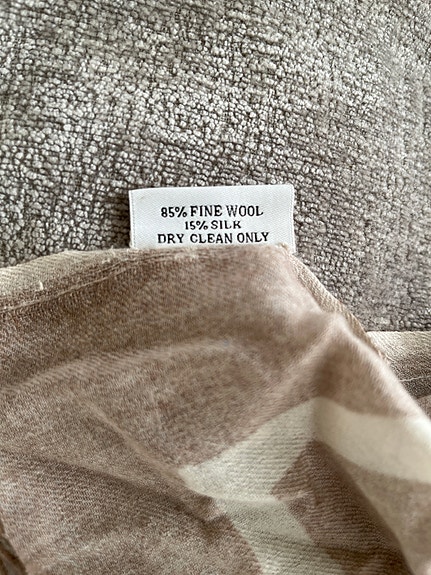 85% FINE WOOL
15% SILK
DRY CLEAN ONLY